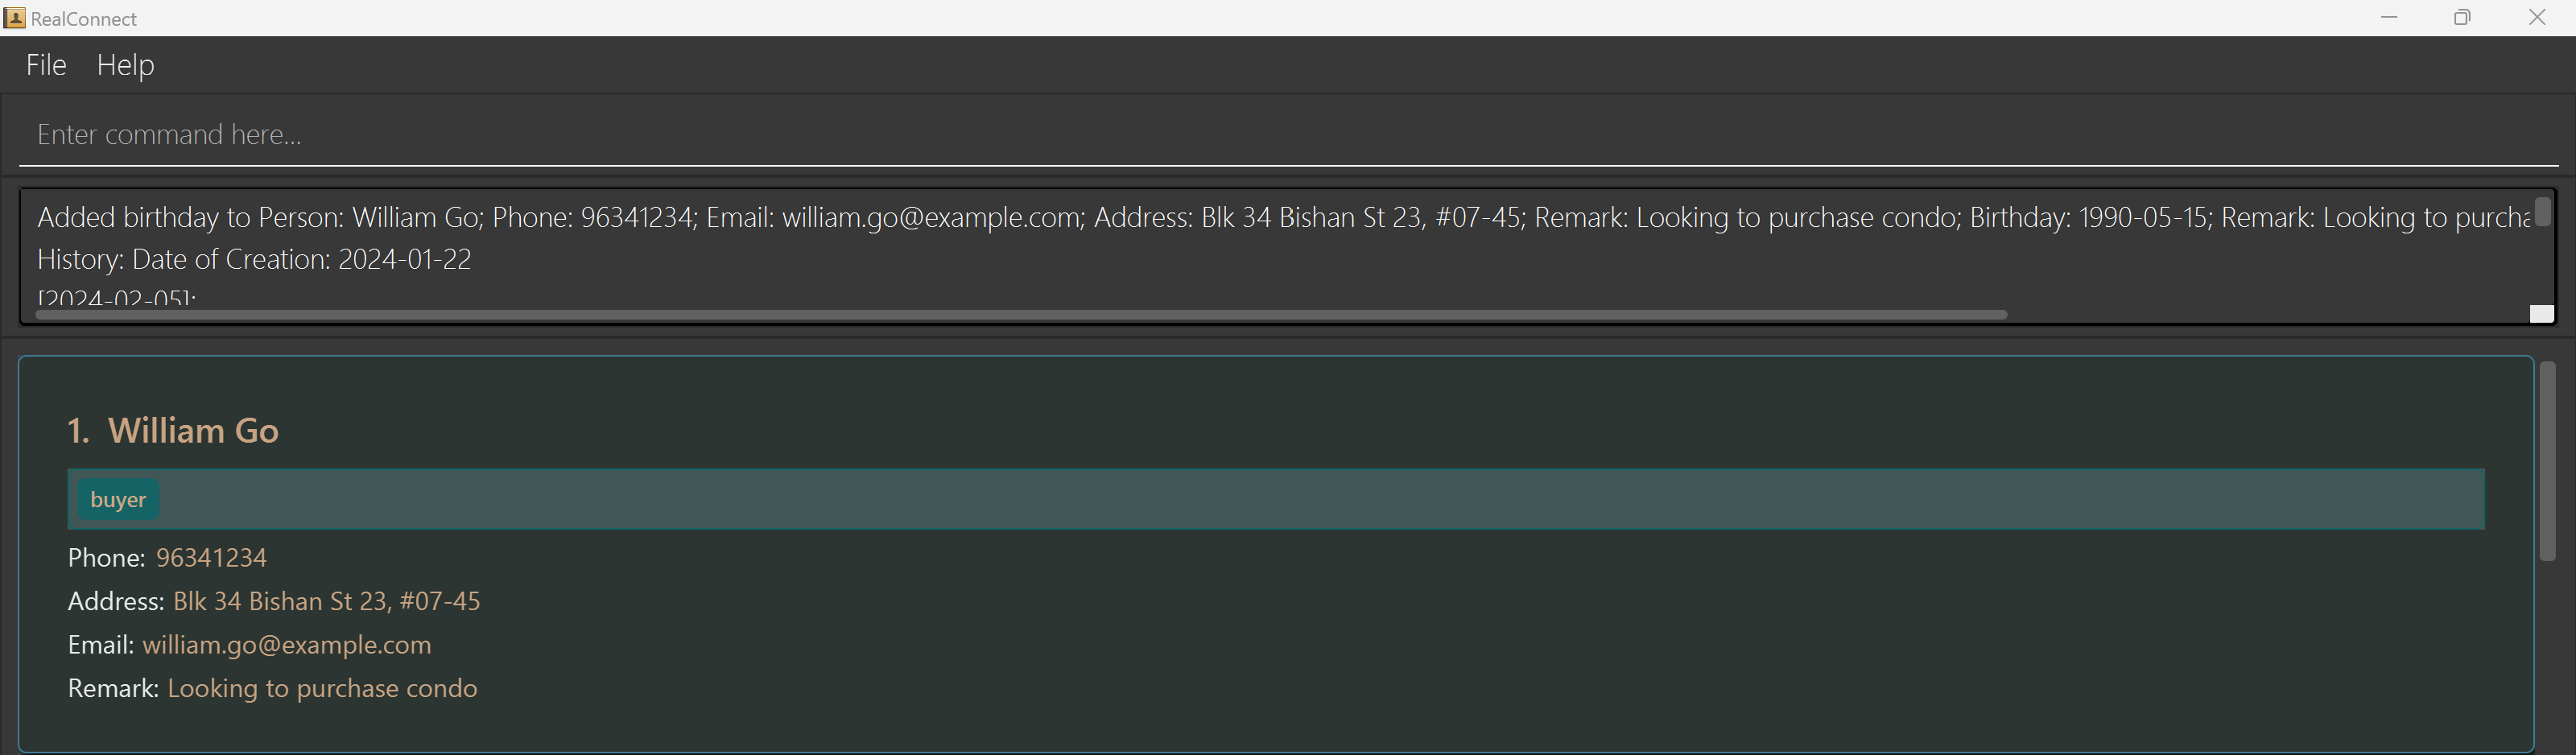 RealConnect
File Help
Enter command here...
Added birthday to Person: William Go; Phone: 96341234; Email: william.go@example.com; Address: Blk 34 Bishan St 23, #07-45; Remark: Looking to purchase condo; Birthday: 1990-05-15; Remark: Looking to purcha
History: Date of Creation: 2024-01-22
[2024-02-05]:
1. William Go
buyer
Phone: 96341234
Address: Blk 34 Bishan St 23, #07-45
Email: william.go@example.com
Remark: Looking to purchase condo